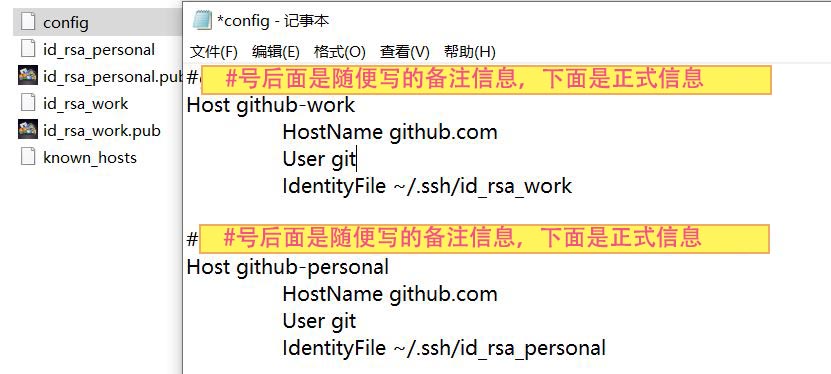 config
id_rsa_personal
id_rsa_personal.pub
id_rsa_work
id_rsa_work.pub
known_hosts
*config - 记事本
文件(F) 编辑(E) 格式(O) 查看(V) 帮助(H)
# #号后面是随便写的备注信息，下面是正式信息
Host github-work
HostName github.com
User git
IdentityFile ~/.ssh/id_rsa_work
# #号后面是随便写的备注信息，下面是正式信息
Host github-personal
HostName github.com
User git
IdentityFile ~/.ssh/id_rsa_personal